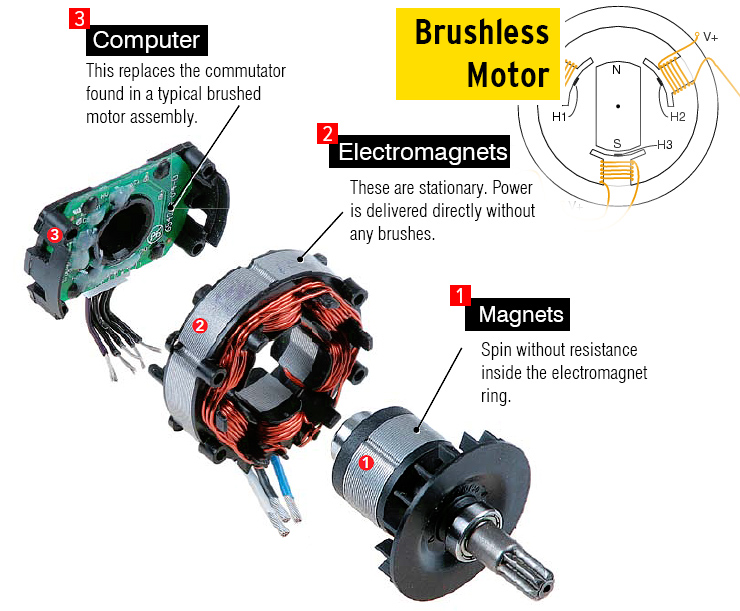 3
Computer
This replaces the commutator
found in a typical brushed
motor assembly.
Brushless
Motor
V+
N
H1
H2
S
H3
V+
2
Electromagnets
These are stationary. Power
is delivered directly without
any brushes.
3
2
1
Magnets
Spin without resistance
inside the electromagnet
ring.
1